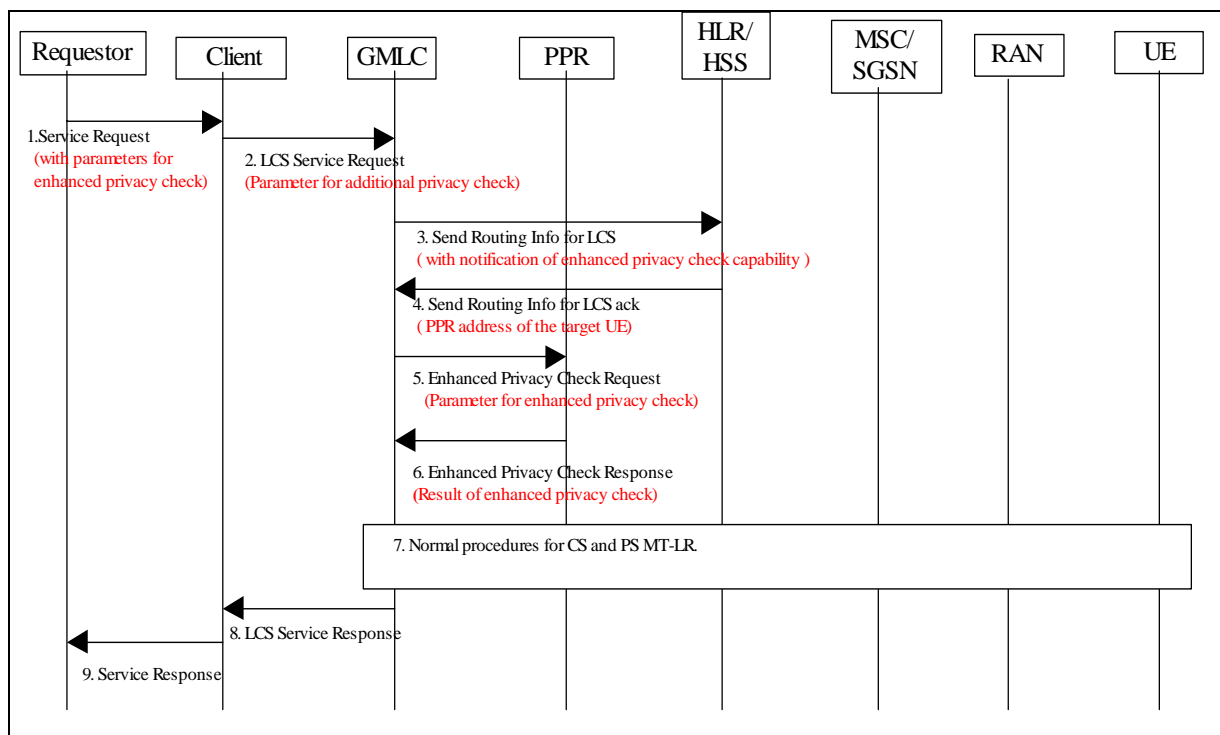 Requestor
Client
GMLC
PPR
HLR/
HSS
MSC/
SGSN
RAN
UE
1.Service Request
(with parameters for
enhanced privacy check)
2. LCS Service Request
(Parameter for additional privacy check)
3. Send Routing Info for LCS
( with notification of enhanced privacy check capability )
4. Send Routing Info for LCS ack
( PPR address of the target UE)
5. Enhanced Privacy Check Request
(Parameter for enhanced privacy check)
6. Enhanced Privacy Check Response
(Result of enhanced privacy check)
7. Normal procedures for CS and PS MT-LR.
8. LCS Service Response
9. Service Response